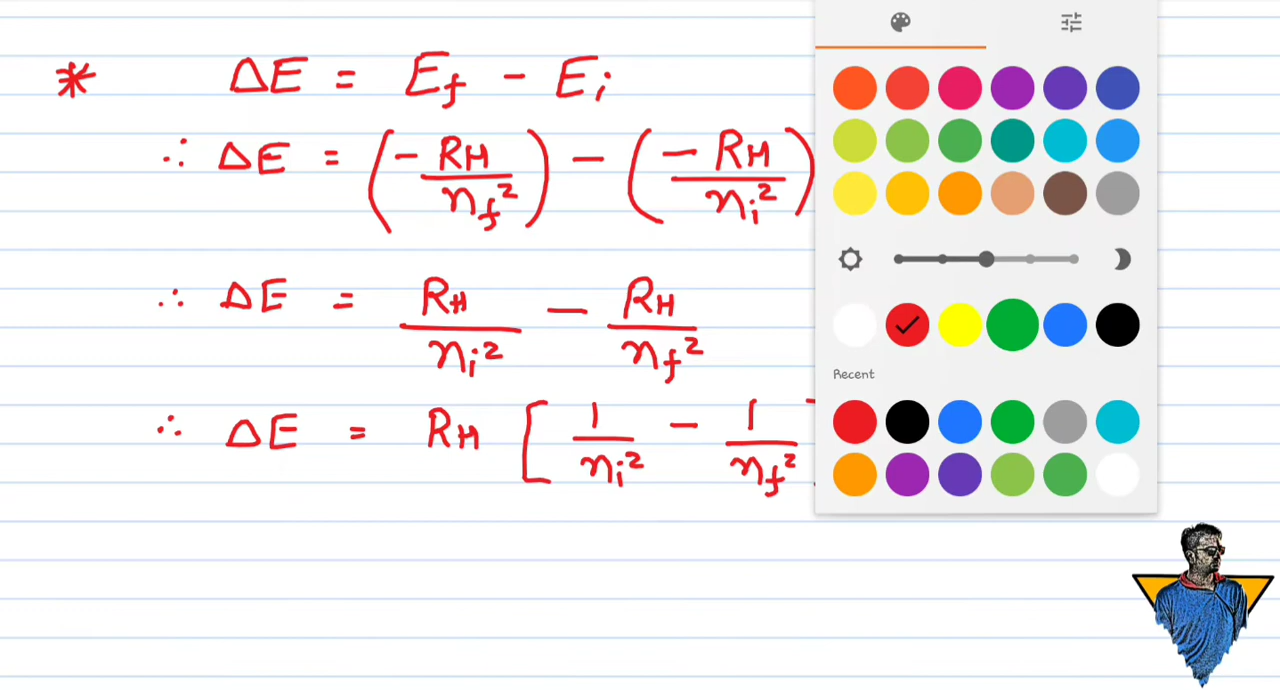 * ΔE = E_f - E_i
∴ ΔE = (-R_H/n_f²) - (-R_H/n_i²)
∴ ΔE = R_H/n_i² - R_H/n_f²
∴ ΔE = R_H [1/n_i² - 1/n_f²
Recent